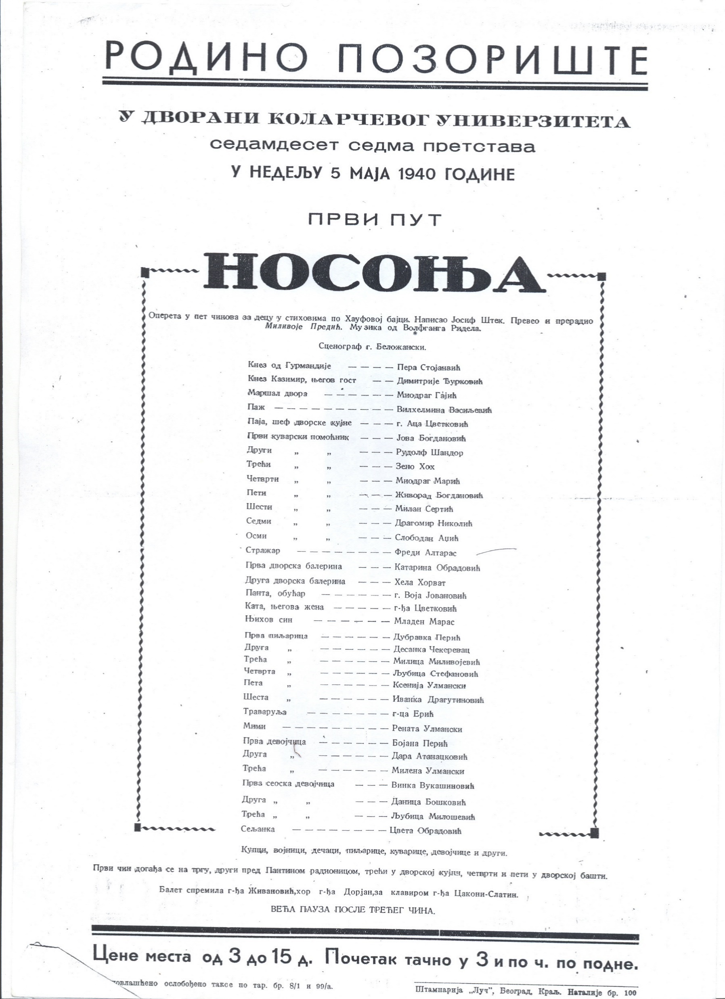 РОДИНО ПОЗОРИШТЕ
У ДВОРАНИ КОЛАРЧЕВОГ УНИВЕРЗИТЕТА
седамдесет седма претстава
У НЕДЕЉУ 5 МАЈА 1940 ГОДИНЕ
ПРВИ ПУТ
НОСОЊА
Оперета у пет чинова за децу у стиховима по Хауфовој бајци. Написао Јосиф Штек. Превео и прерадио
Миливоје Предић. Музика од Волфганга Ридела.
Сценограф г. Беложански.
Кнез од Гурмандије — — — — Пера Стојанвић
Кнез Казимир, његов гост — — Димитрије Ђурковић
Маршал двора — — — — — — Миодраг Гајић
Паж — — — — — — — — — — Вилхелмина Васиљевић
Паја, шеф дворске кујне — — — г. Аца Цветковић
Први куварски помоћник — — — Јова Богдановић
Други „ „ — — — Рудолф Шандор
Трећи „ „ — — — Зено Хох
Четврти „ „ — — — Миодраг Марић
Пети „ „ — — — Живорад Богдановић
Шести „ „ — — — Милан Сертић
Седми „ „ — — — Драгомир Николић
Осми „ „ — — — Слободан Аџић
Стражар — — — — — — — — Фреди Алтарас
Прва дворска балерина — — — Катарина Обрадовић
Друга дворска балерина — — — Хела Хорват
Панта, обућар — — — — — — г. Воја Јовановић
Ката, његова жена — — — — — г-ђа Цветковић
Њихов син — — — — — — Младен Марас
Прва пиљарица — — — — — — Дубравка Перић
Друга „ — — — — — — Десанка Чекеревац
Трећа „ — — — — — — Милица Миливојевић
Четврта „ — — — — — — Љубица Стефановић
Пета „ — — — — — — Ксенија Улмански
Шеста „ — — — — — — Иванка Драгутиновић
Траваруља — — — — — — — г-ца Ерић
Мими — — — — — — — — — Рената Улмански
Прва девојчица — — — — — — Бојана Перић
Друга „ — — — — — — Дара Атанацковић
Трећа „ — — — — — — Милена Улмански
Прва сеоска девојчица — — — Винка Вукашиновић
Друга „ „ — — — Даница Бошковић
Трећа „ „ — — — Љубица Милошевић
Сељанка — — — — — — — — Цвета Обрадовић
Купци, војници, дечаци, пиљарице, куварице, девојчице и други.
Први чин догађа се на тргу, други пред Пантином радионицом, трећи у дворској кујни, четврти и пети у дворској башти.
Балет спремила г-ђа Живановић,хор г-ђа Дорјан,за клавиром г-ђа Цакони-Слатин.
ВЕЋА ПАУЗА ПОСЛЕ ТРЕЋЕГ ЧИНА.
Цене места од 3 до 15 д. Почетак тачно у 3 и по ч. по подне.
ослобођено таксе по тар. бр. 8/1 и 99/а.
Штампарија „Луч", Београд, Краљ. Наталије бр. 100